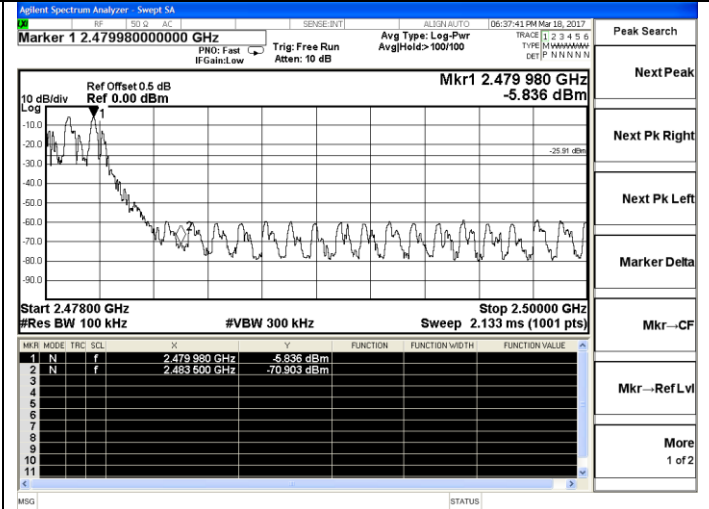 Agilent Spectrum Analyzer - Swept SA
RF 50 Ω AC SENSE:INT ALIGN AUTO 06:37:41 PM Mar 18, 2017
Marker 1 2.479980000000 GHz
PNO: Fast
IFGain:Low
Trig: Free Run
Atten: 10 dB
Avg Type: Log-Pwr
Avg|Hold:>100/100
TRACE 1 2 3 4 5 6
TYPE M
DET P N N N N N
Peak Search
Next Peak
Next Pk Right
Next Pk Left
Marker Delta
Mkr→CF
Mkr→Ref Lvl
More
1 of 2
Ref Offset 0.5 dB
10 dB/div Ref 0.00 dBm
Log
Mkr1 2.479 980 GHz
-5.836 dBm
1
-10.0
-20.0
-25.91 dBm
-30.0
-40.0
-50.0
-60.0
2
-70.0
-80.0
-90.0
Start 2.47800 GHz Stop 2.50000 GHz
#Res BW 100 kHz #VBW 300 kHz Sweep 2.133 ms (1001 pts)
MKR MODE TRC SCL X Y FUNCTION FUNCTION WIDTH FUNCTION VALUE
1 N f 2.479 980 GHz -5.836 dBm
2 N f 2.483 500 GHz -70.903 dBm
3
4
5
6
7
8
9
10
11
MSG STATUS